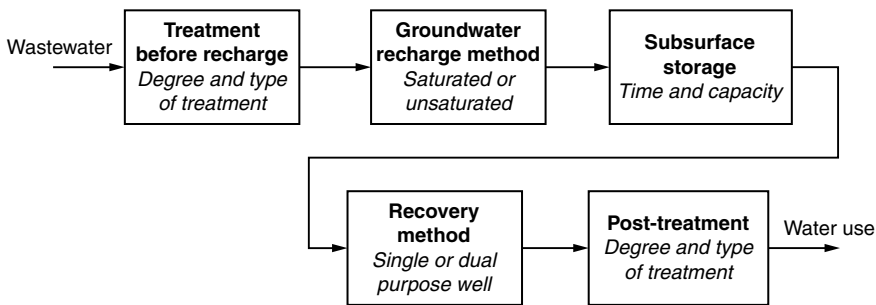 Wastewater
Treatment
before recharge
Degree and type
of treatment
Groundwater
recharge method
Saturated or
unsaturated
Subsurface
storage
Time and capacity
Recovery
method
Single or dual
purpose well
Post-treatment
Degree and type
of treatment
Water use